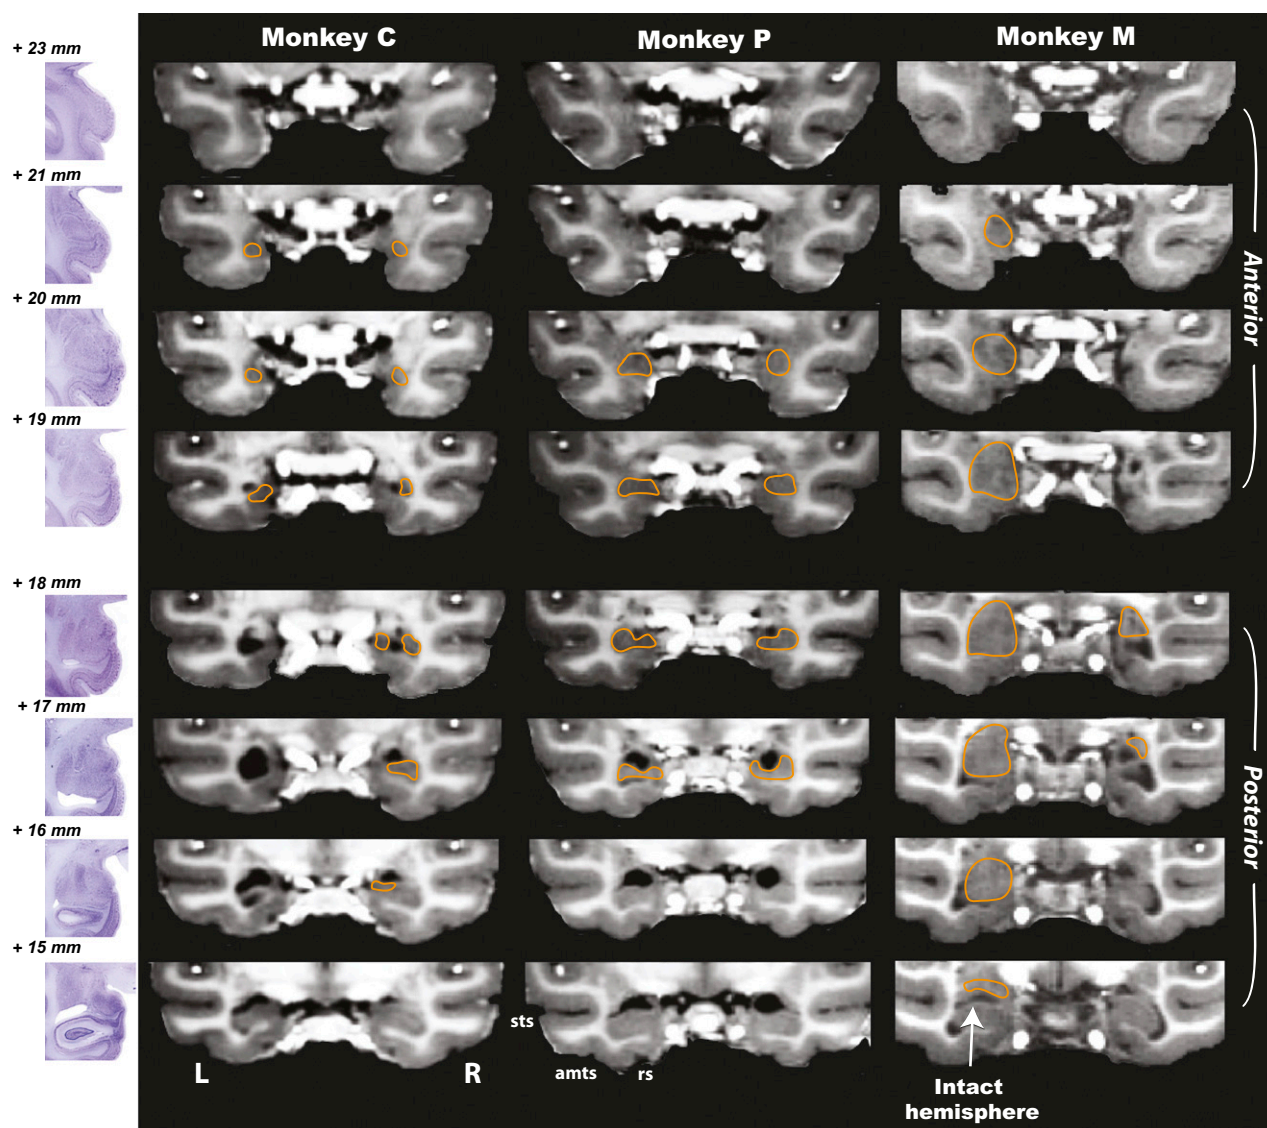 Monkey C
Monkey P
Monkey M
+ 23 mm
+ 21 mm
+ 20 mm
+ 19 mm
Anterior
+ 18 mm
+ 17 mm
+ 16 mm
+ 15 mm
Posterior
sts
L
R
amts
rs
Intact
hemisphere